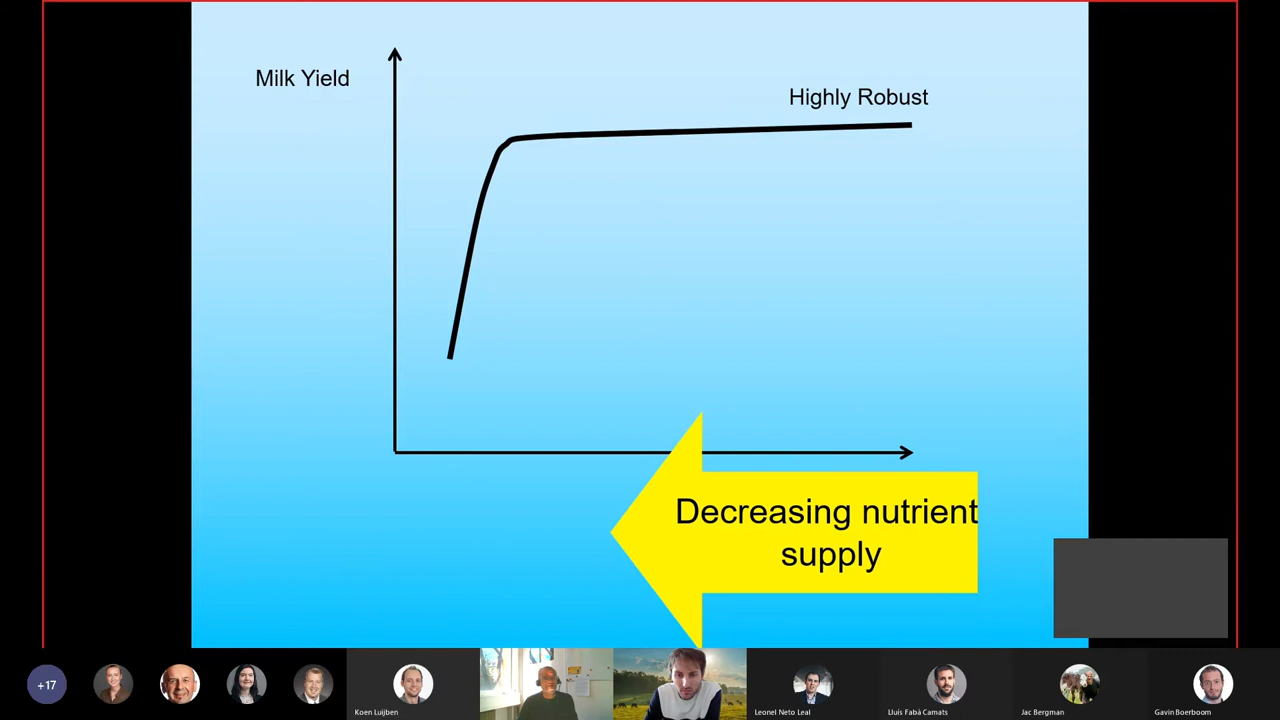 Milk Yield
Highly Robust
Decreasing nutrient
supply
+17
Koen Luijben
Leonel Neto Leal
Lluís Fabà Camats
Jac Bergman
Gavin Boerboom